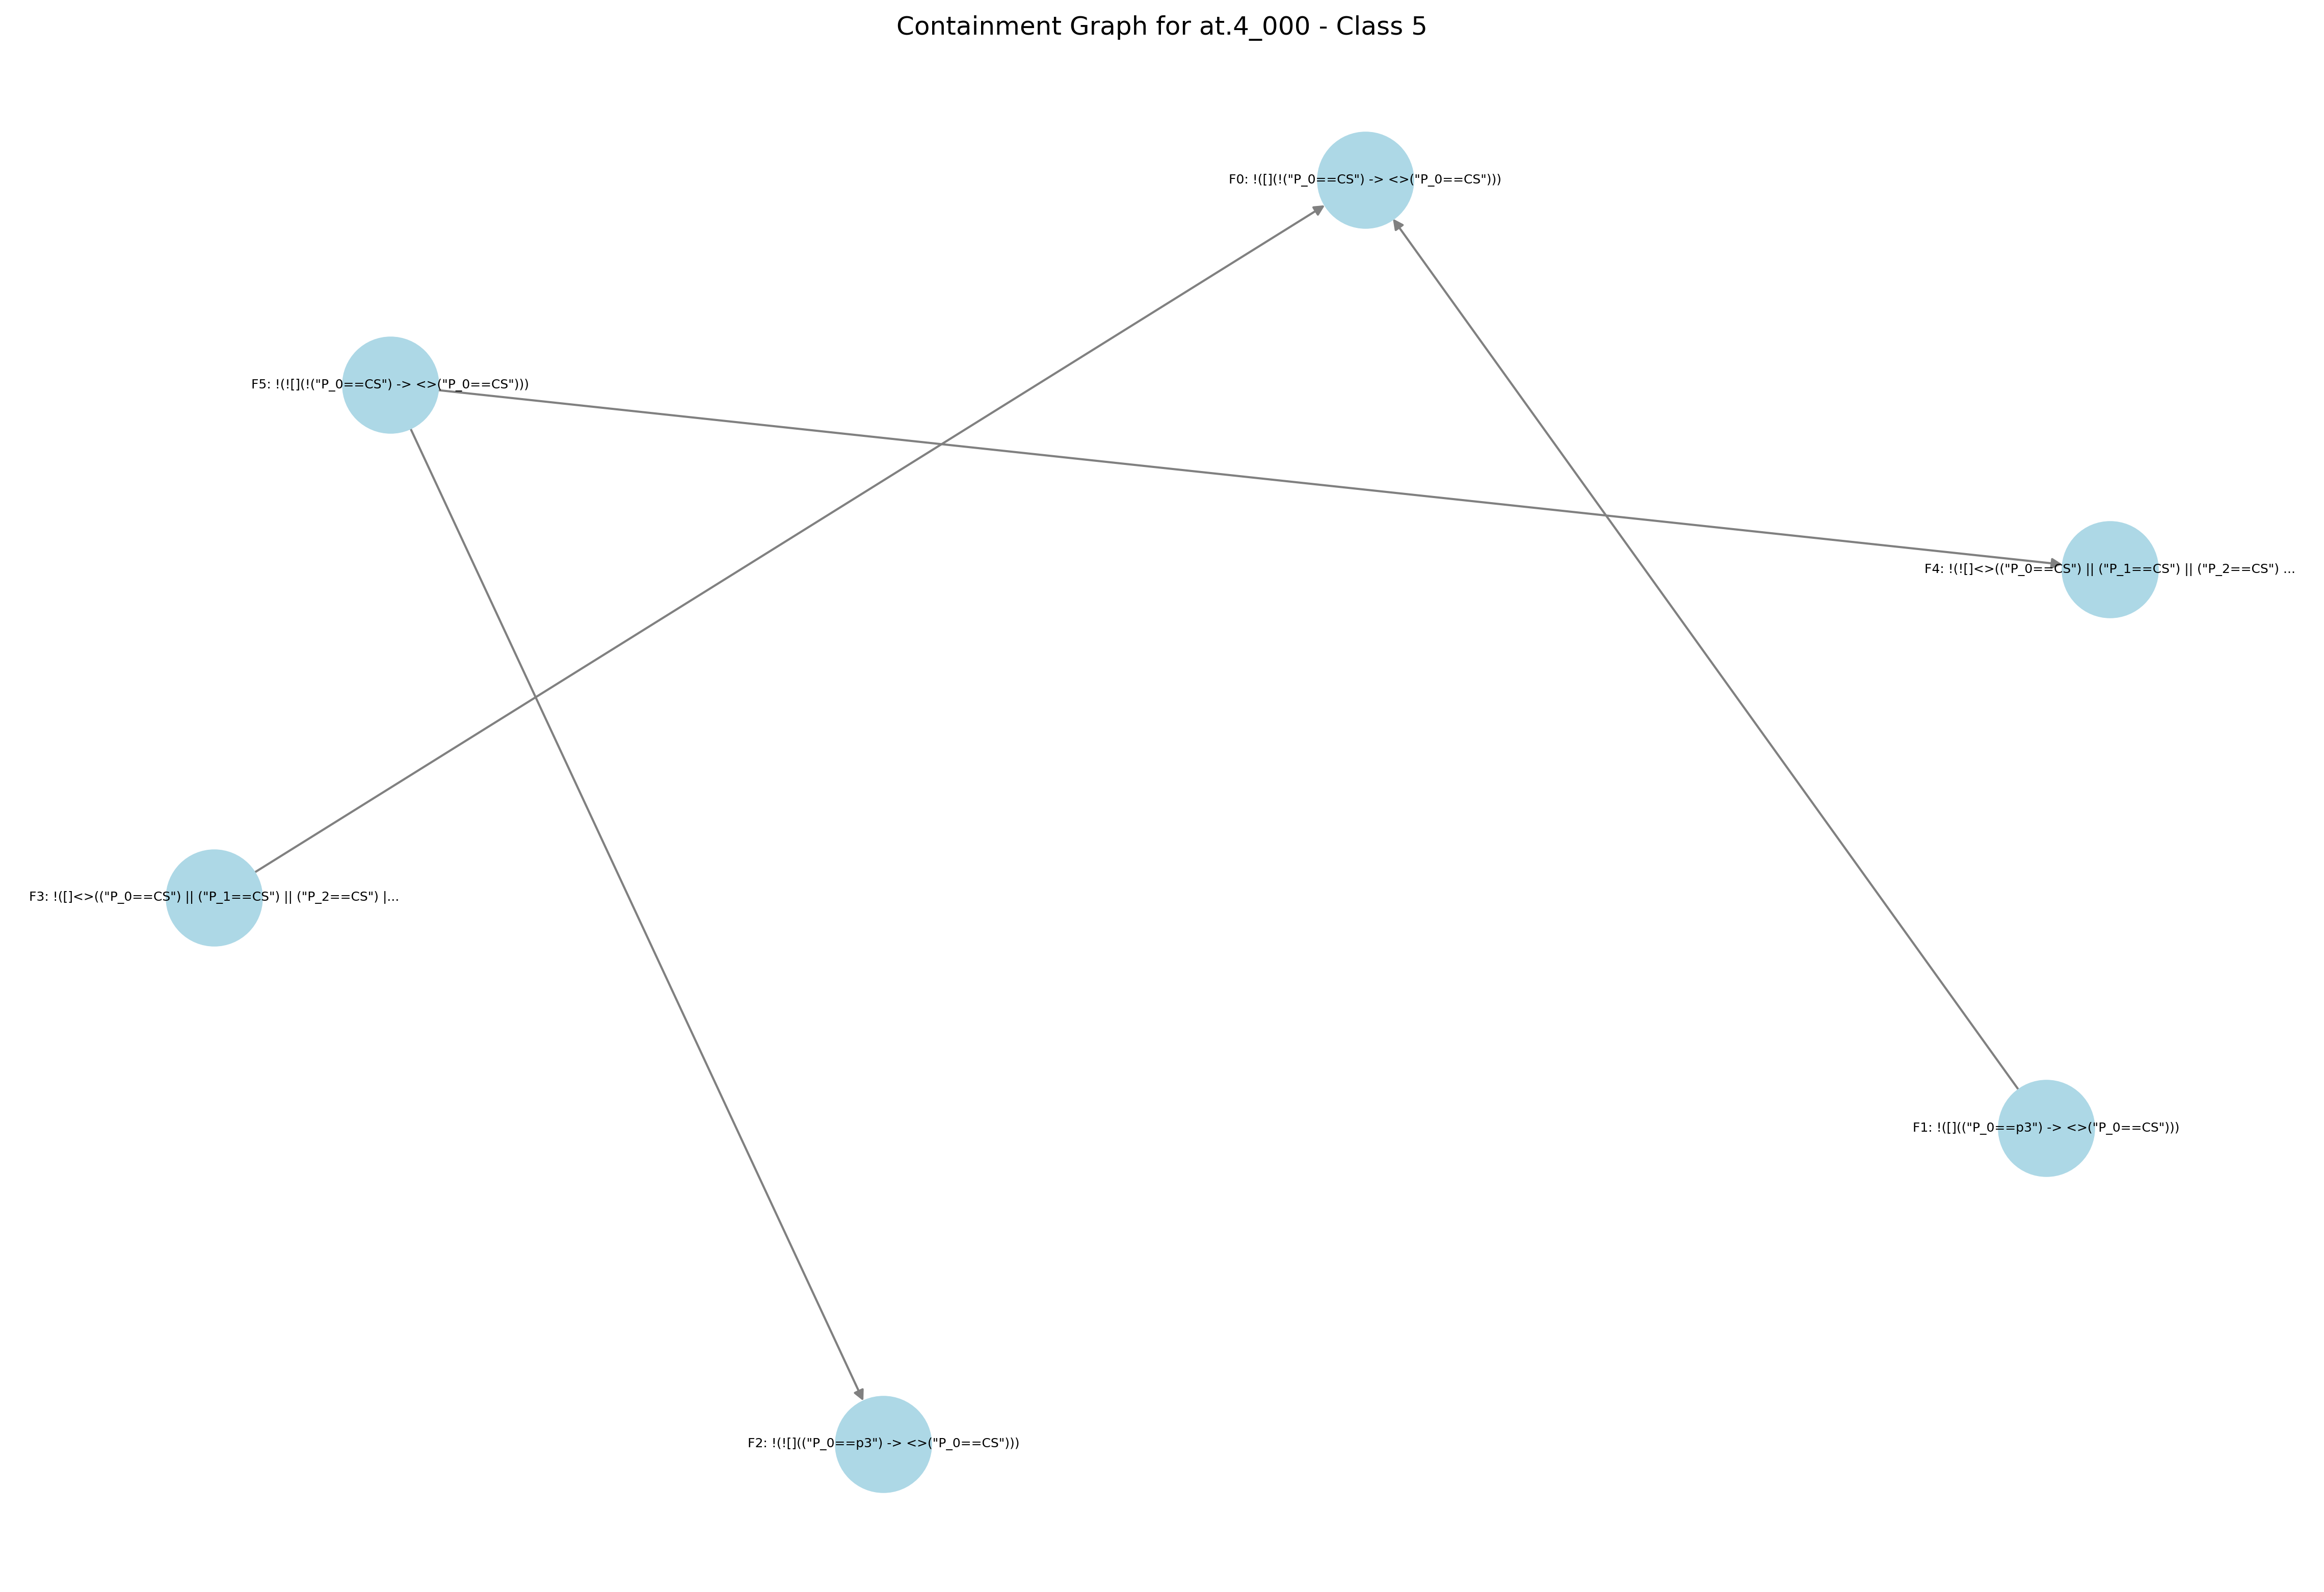 Containment Graph for at.4_000 - Class 5
F0: !([](!("P_0==CS") -> <>("P_0==CS")))
F5: !(![](!("P_0==CS") -> <>("P_0==CS")))
F4: !(![]<>(("P_0==CS") || ("P_1==CS") || ("P_2==CS") ...
F3: !([]<>(("P_0==CS") || ("P_1==CS") || ("P_2==CS") |...
F1: !([](("P_0==p3") -> <>("P_0==CS")))
F2: !(![](("P_0==p3") -> <>("P_0==CS")))